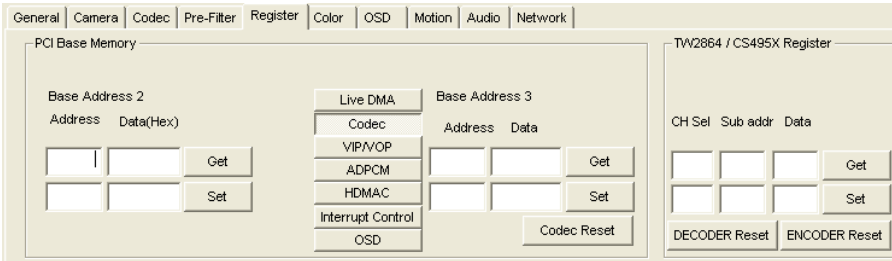 General Camera Codec Pre-Filter Register Color OSD Motion Audio Network
PCI Base Memory
TW2864 / CS495X Register
Base Address 2
Live DMA
Base Address 3
Address Data(Hex)
Codec
Address Data
CH Sel Sub addr Data
VIP/VOP
Get
ADPCM
Get
Get
Set
HDMAC
Set
Set
Interrupt Control
OSD
Codec Reset
DECODER Reset ENCODER Reset